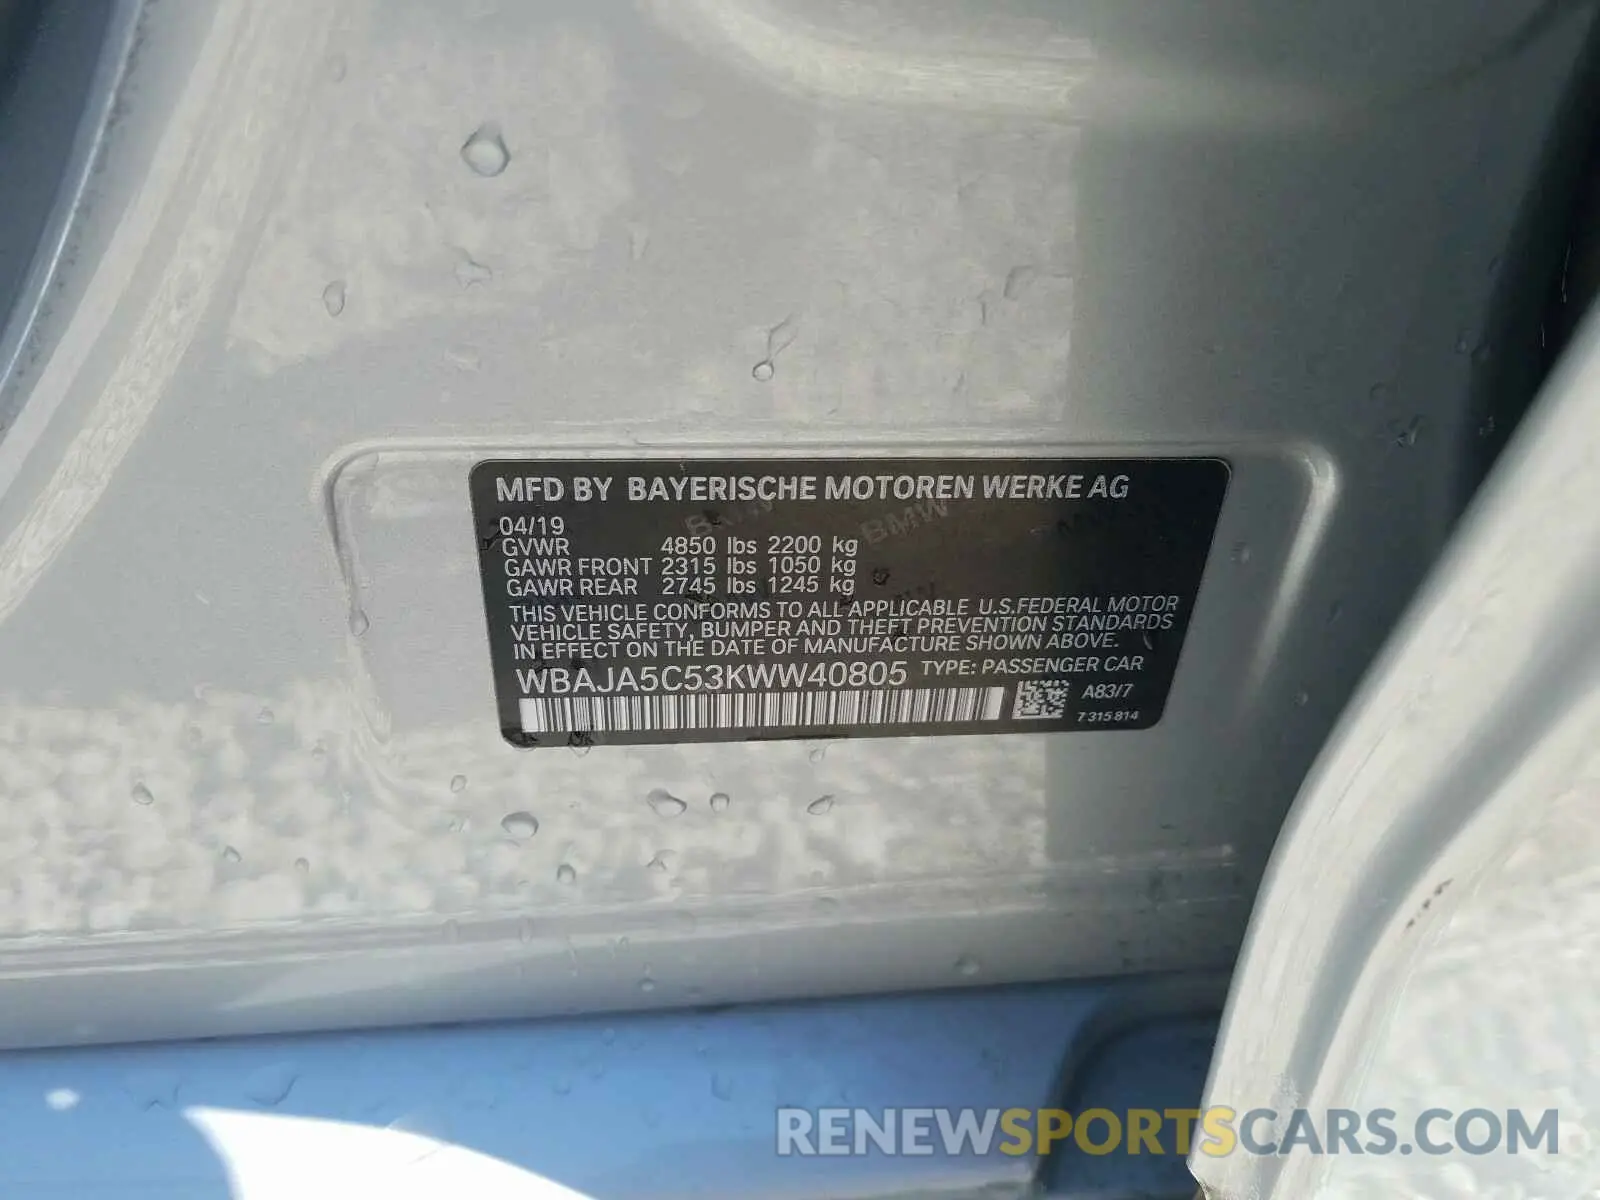 MFD BY BAYERISCHE MOTOREN WERKE AG
04/19
GVWR 4850 lbs 2200 kg
GAWR FRONT 2315 lbs 1050 kg
GAWR REAR 2745 lbs 1245 kg
THIS VEHICLE CONFORMS TO ALL APPLICABLE U.S.FEDERAL MOTOR
VEHICLE SAFETY, BUMPER AND THEFT PREVENTION STANDARDS
IN EFFECT ON THE DATE OF MANUFACTURE SHOWN ABOVE.
WBAJA5C53KWW40805 TYPE: PASSENGER CAR
A83/7
7 315 814
RENEWSPORTSCARS.COM